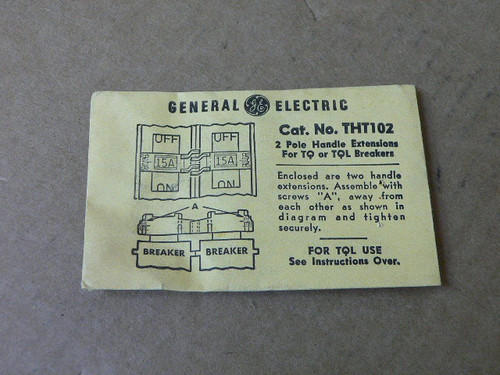 GENERAL GE ELECTRIC
Cat. No. THT102
2 Pole Handle Extensions
For TQ or TQL Breakers
OFF OFF
15A 15A
ON ON
Enclosed are two handle
extensions. Assemble with
screws "A", away from
each other as shown in
diagram and tighten
securely.
A
BREAKER BREAKER
FOR TQL USE
See Instructions Over.